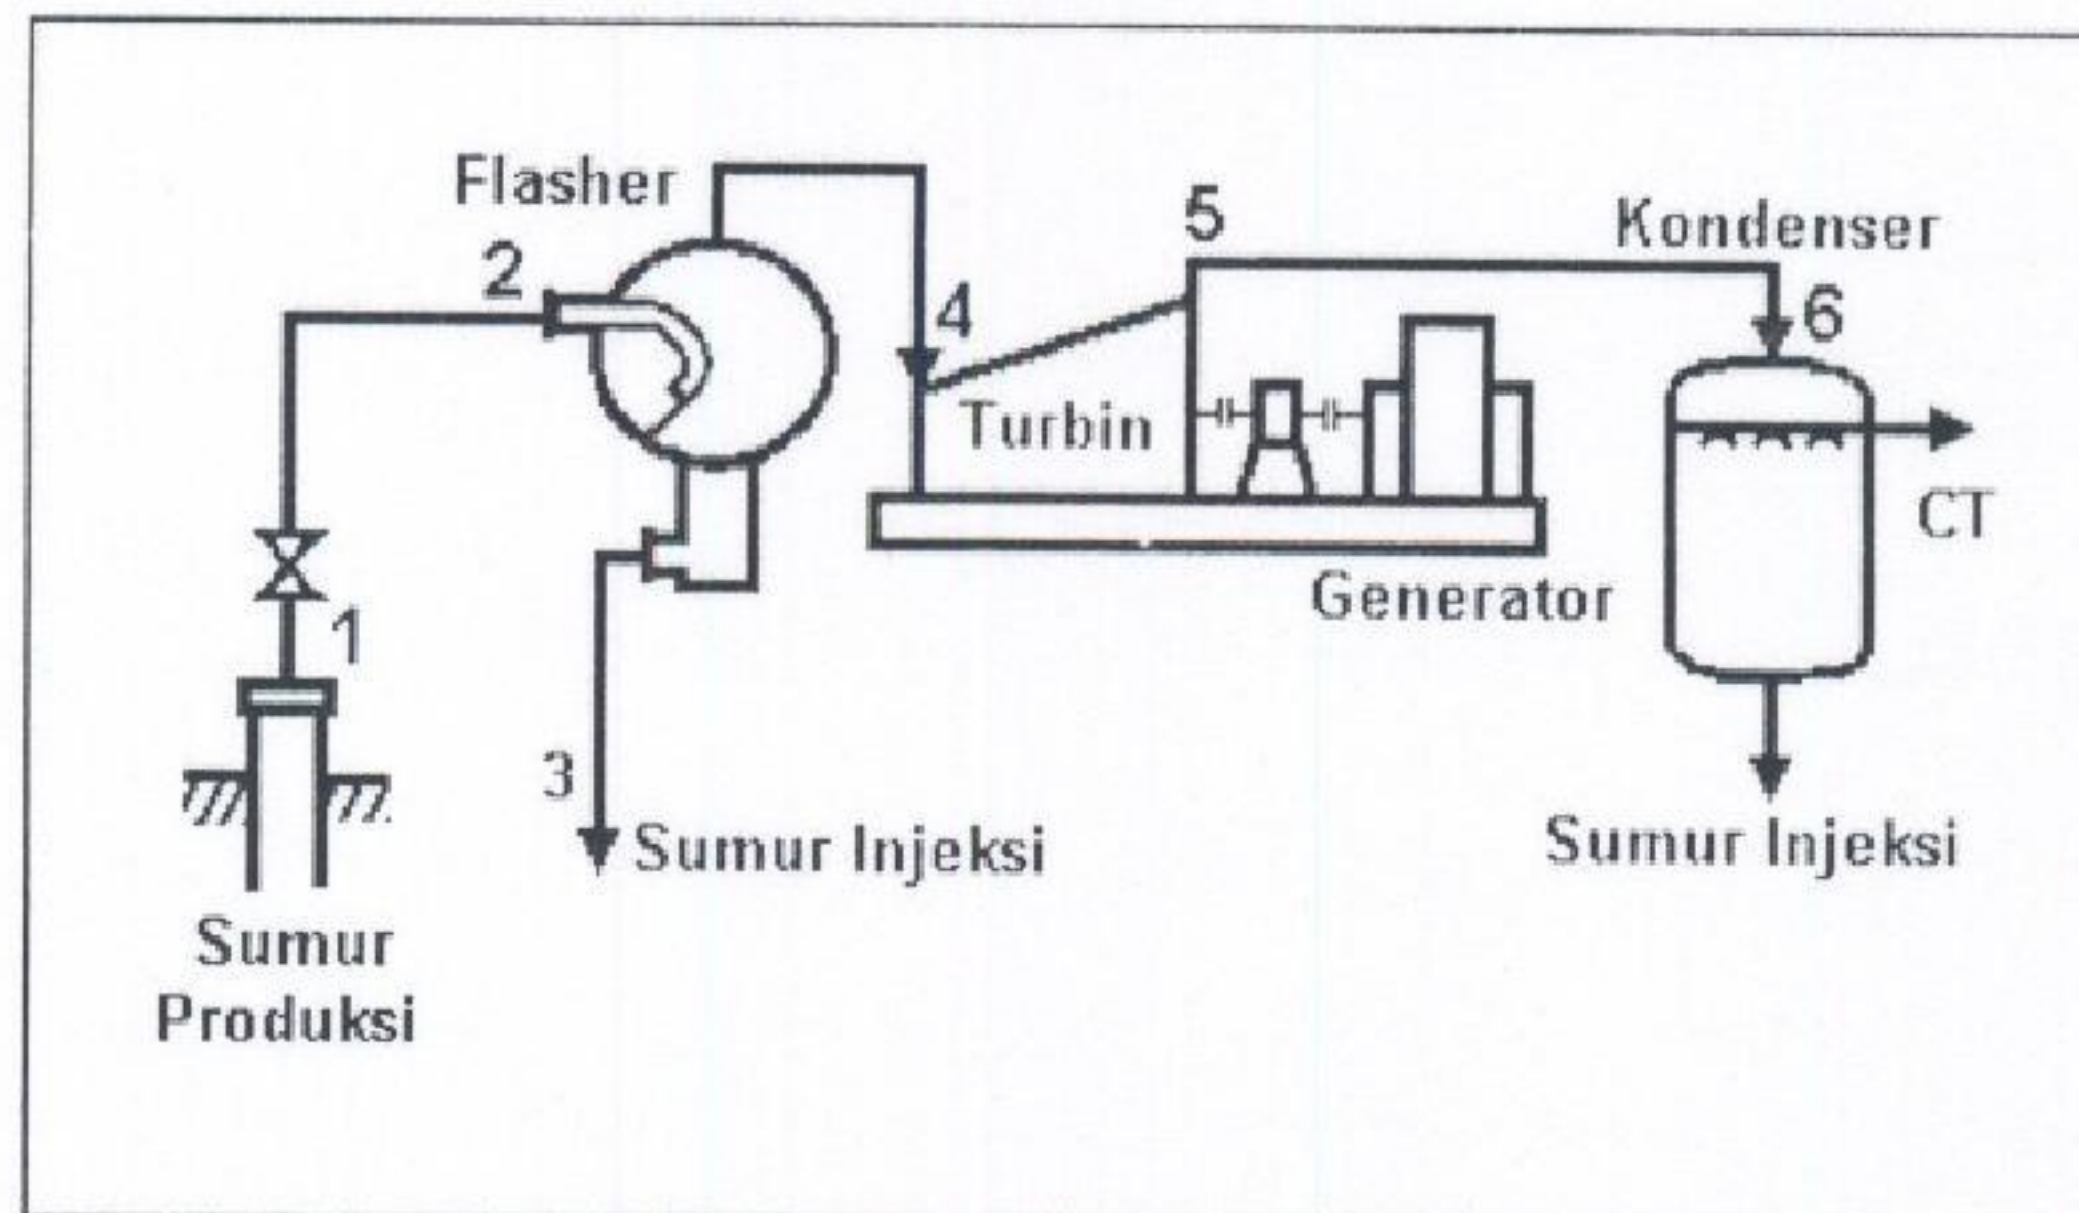 Flasher
2
5
Kondenser
4
6
Turbin
CT
1
Generator
3
Sumur Injeksi
Sumur Injeksi
Sumur
Produksi